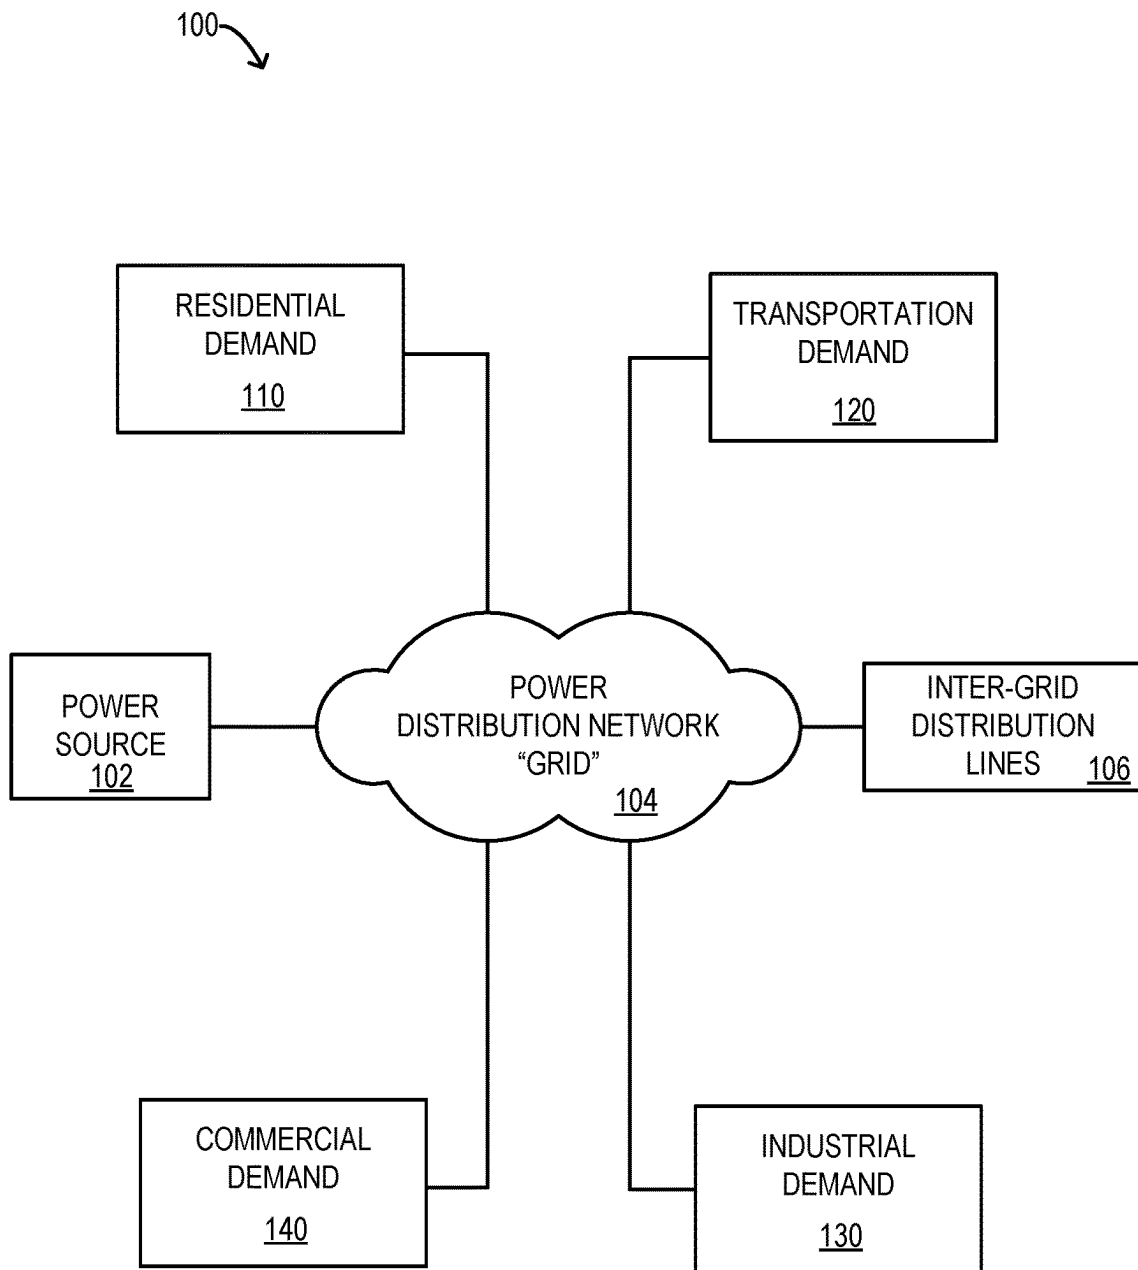 100
RESIDENTIAL
DEMAND
110
TRANSPORTATION
DEMAND
120
POWER
SOURCE
102
POWER
DISTRIBUTION NETWORK
“GRID”
104
INTER-GRID
DISTRIBUTION
LINES 106
COMMERCIAL
DEMAND
140
INDUSTRIAL
DEMAND
130